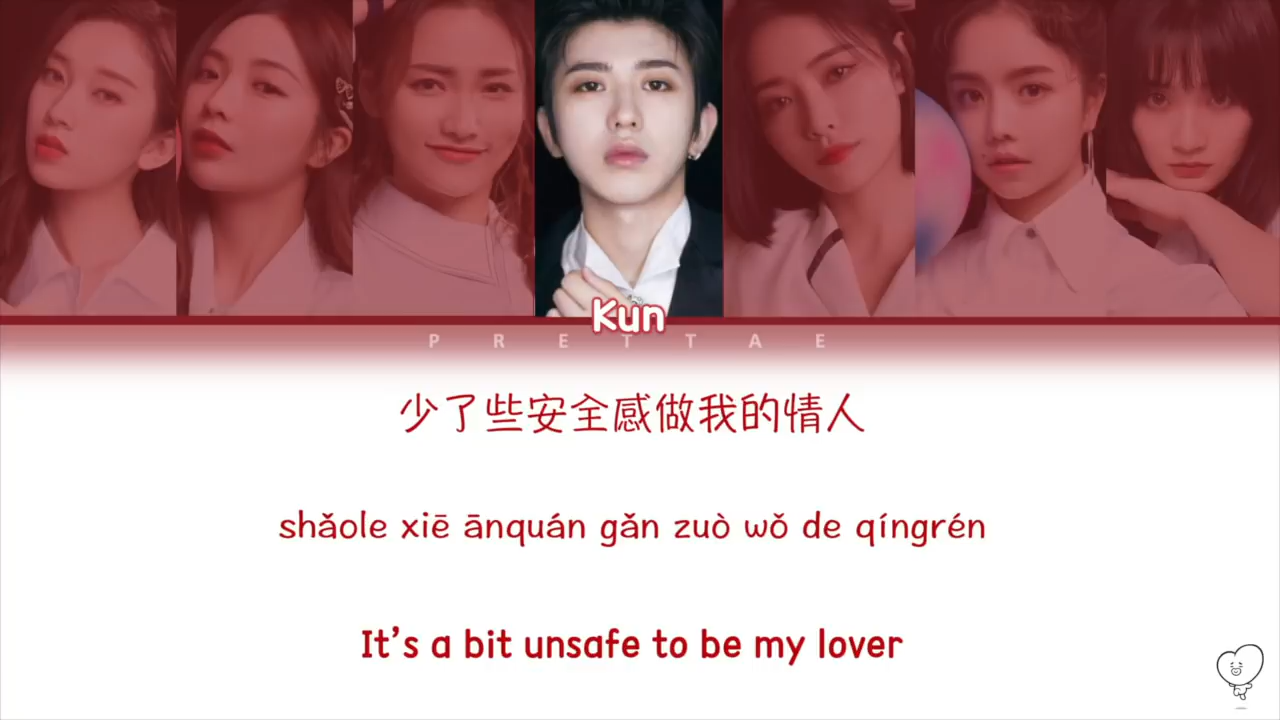 Kun
PRETTAE
少了些安全感做我的情人
shǎole xiē ānquán gǎn zuò wǒ de qíngrén
It's a bit unsafe to be my lover